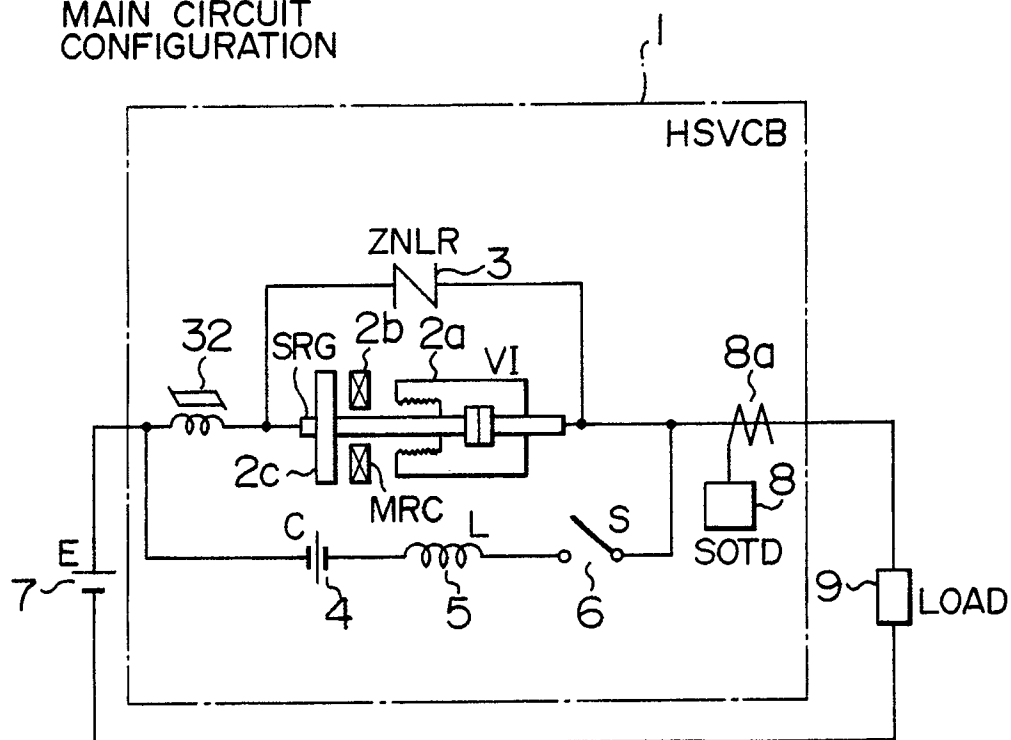 MAIN CIRCUIT
CONFIGURATION
1
HSVCB
ZNLR
3
32
SRG
2b
2a
VI
8a
2c
MRC
8
SOTD
C
L
S
E
7
4
5
6
9
LOAD